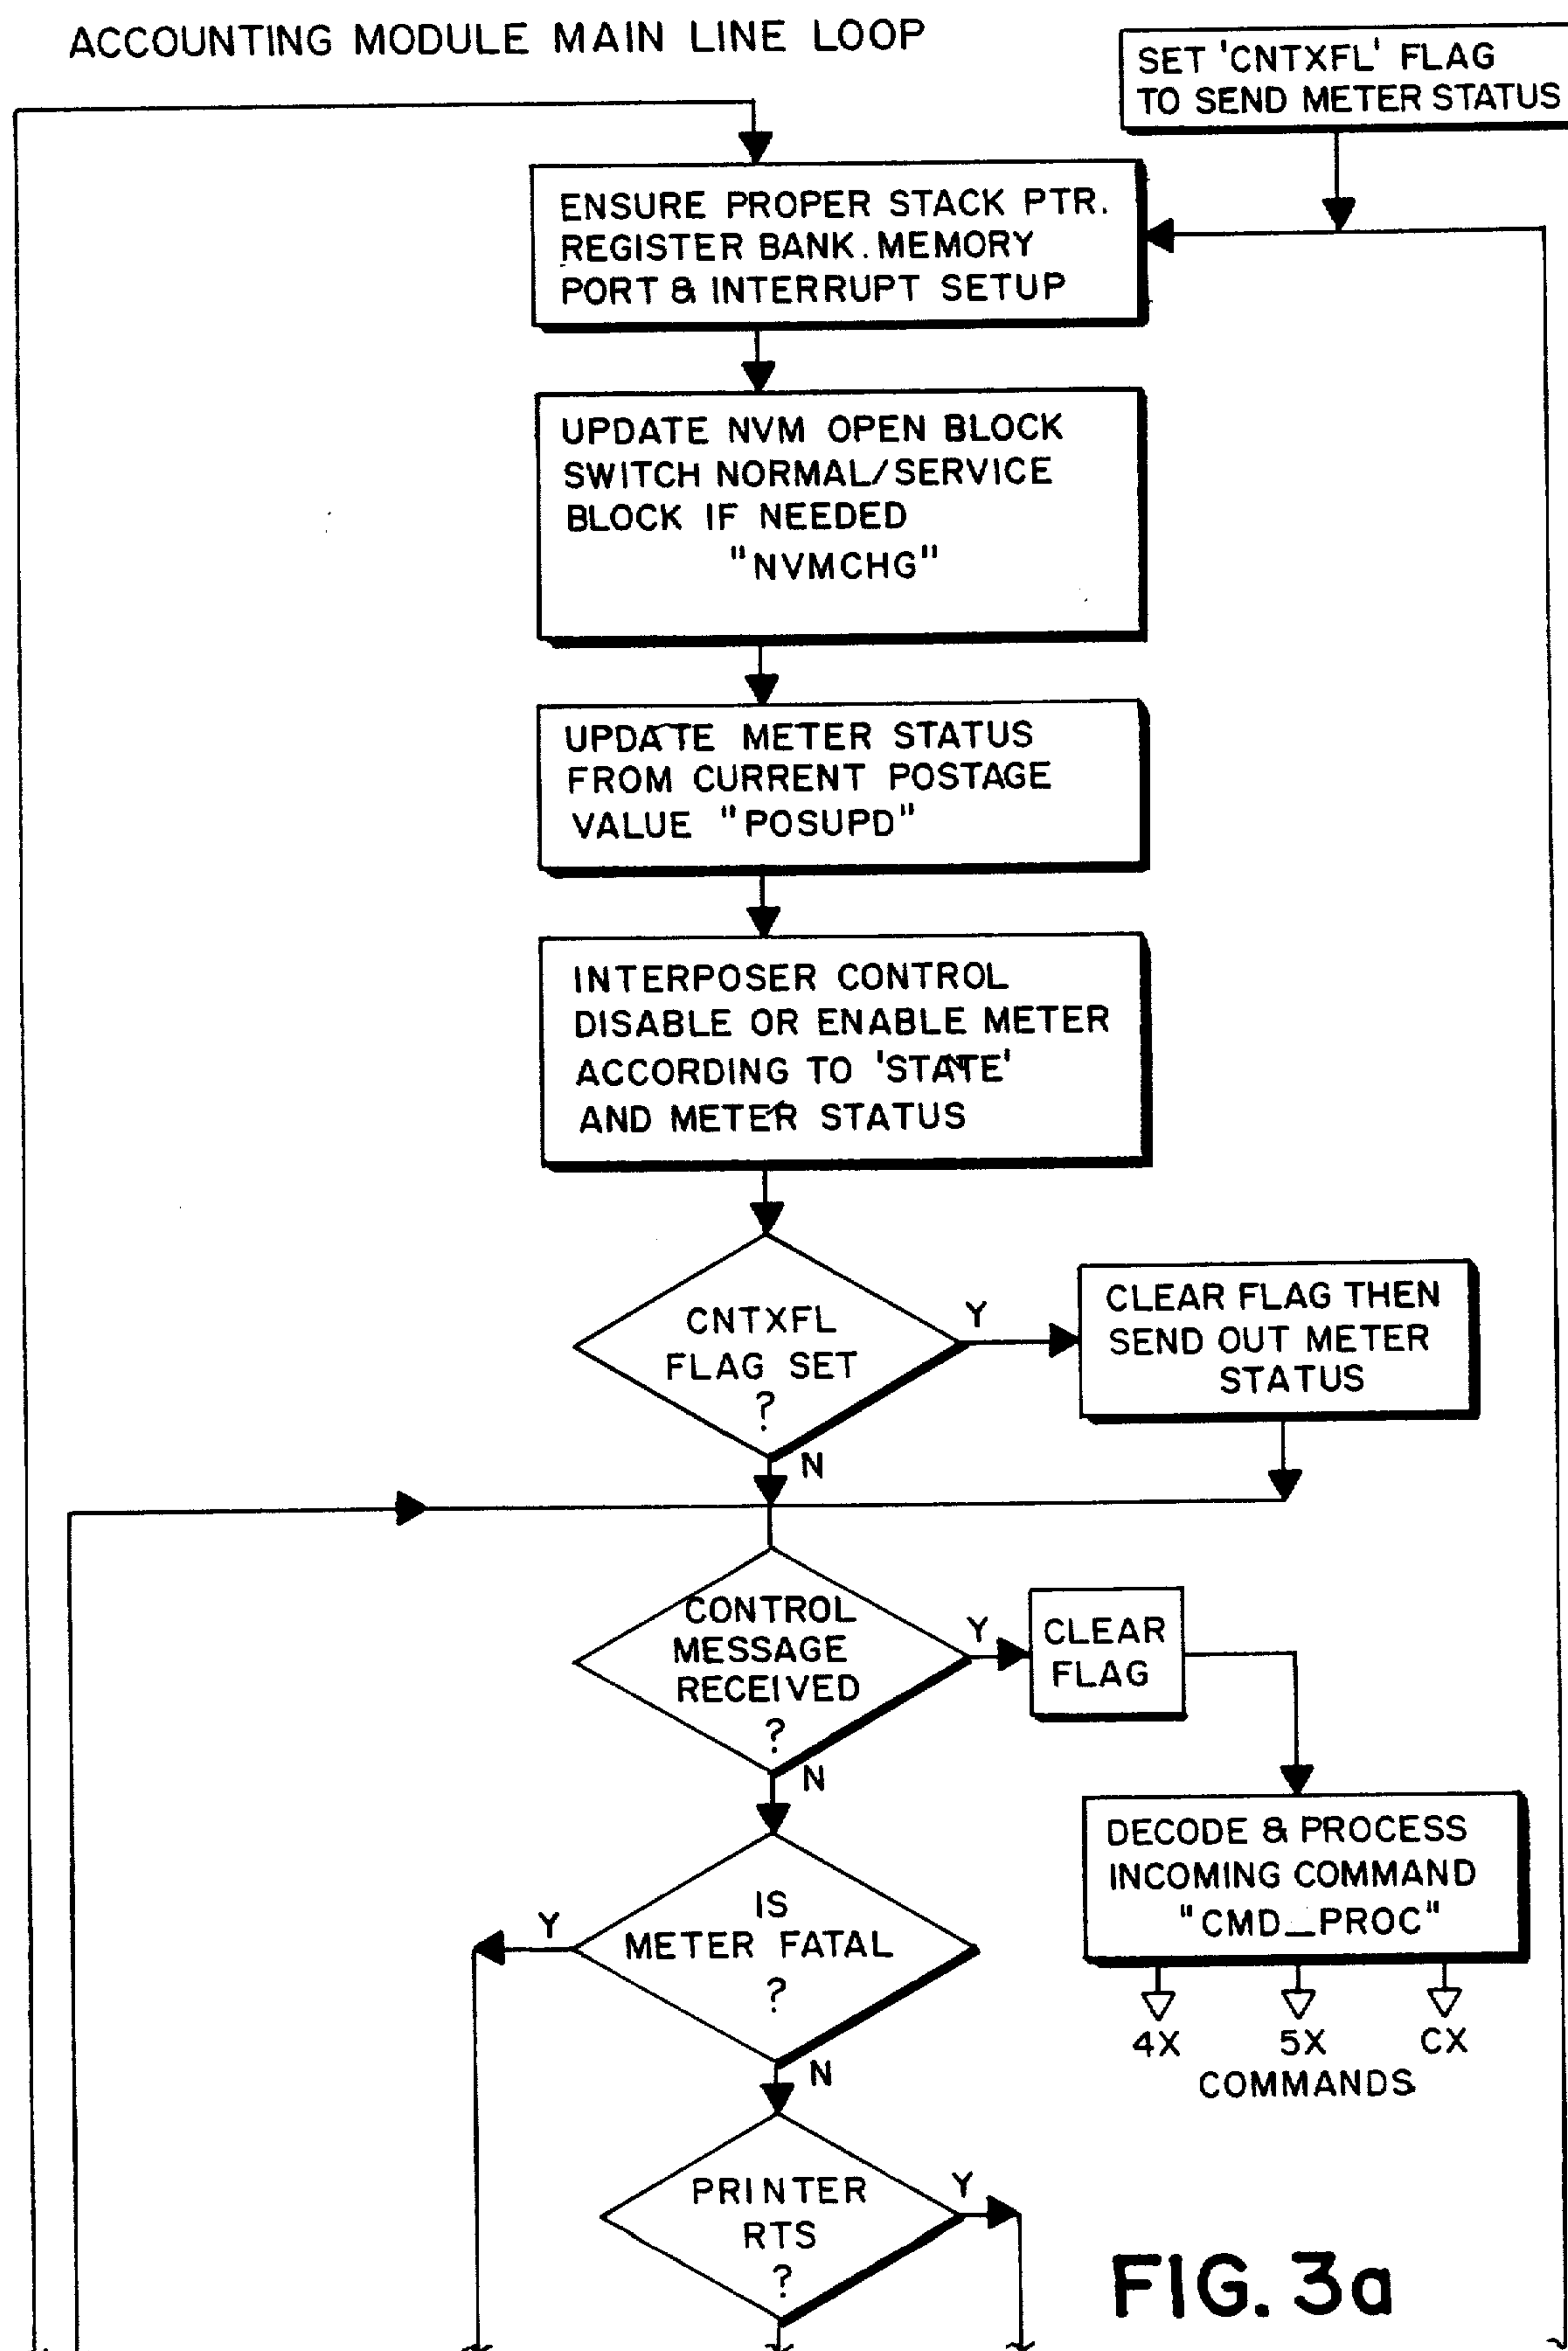 ACCOUNTING MODULE MAIN LINE LOOP
SET 'CNTXFL' FLAG
TO SEND METER STATUS
ENSURE PROPER STACK PTR.
REGISTER BANK. MEMORY
PORT & INTERRUPT SETUP
UPDATE NVM OPEN BLOCK
SWITCH NORMAL/SERVICE
BLOCK IF NEEDED
"NVMCHG"
UPDATE METER STATUS
FROM CURRENT POSTAGE
VALUE "POSUPD"
INTERPOSER CONTROL
DISABLE OR ENABLE METER
ACCORDING TO 'STATE'
AND METER STATUS
CNTXFL
FLAG SET
?
Y
N
CLEAR FLAG THEN
SEND OUT METER
STATUS
CONTROL
MESSAGE
RECEIVED
?
Y
N
CLEAR
FLAG
DECODE & PROCESS
INCOMING COMMAND
"CMD_PROC"
4X 5X CX
COMMANDS
IS
METER FATAL
?
Y
N
PRINTER
RTS
?
Y
FIG. 3a